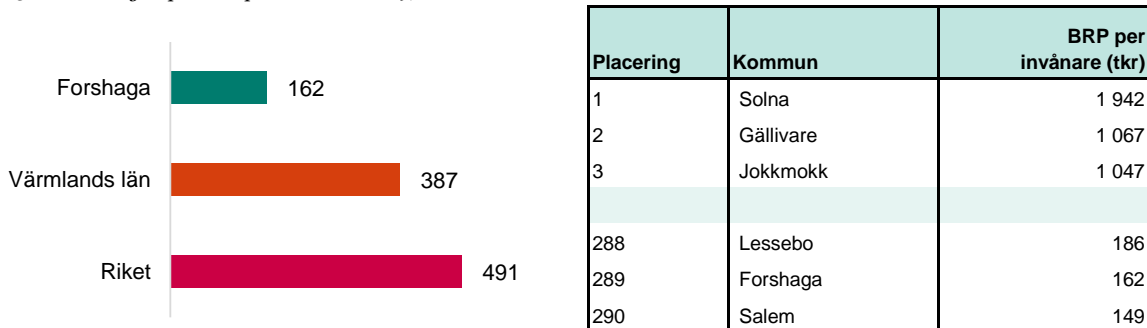 Forshaga 162
Värmlands län 387
Riket 491
Placering Kommun BRP per invånare (tkr)
1 Solna 1 942
2 Gällivare 1 067
3 Jokkmokk 1 047
288 Lessebo 186
289 Forshaga 162
290 Salem 149